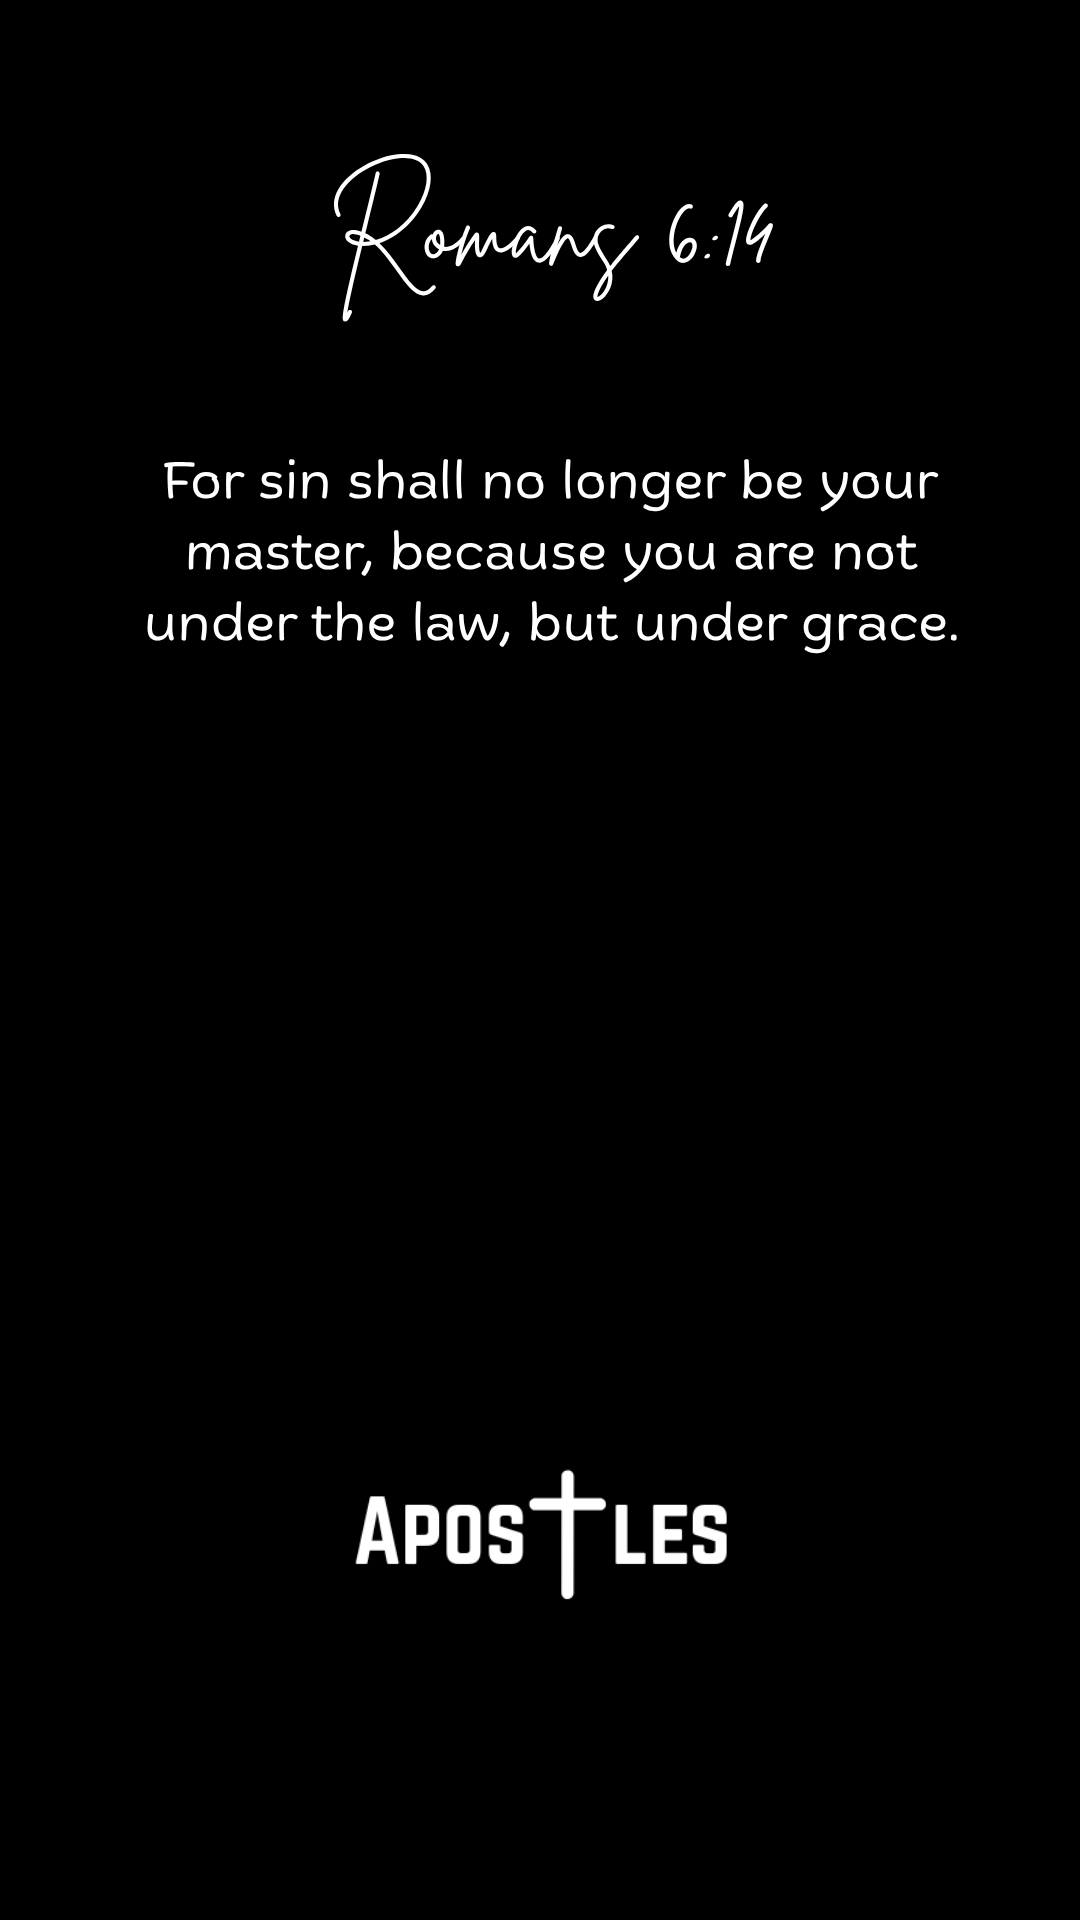 Romans 6:14
For sin shall no longer be your
master, because you are not
under the law, but under grace.
Apostles